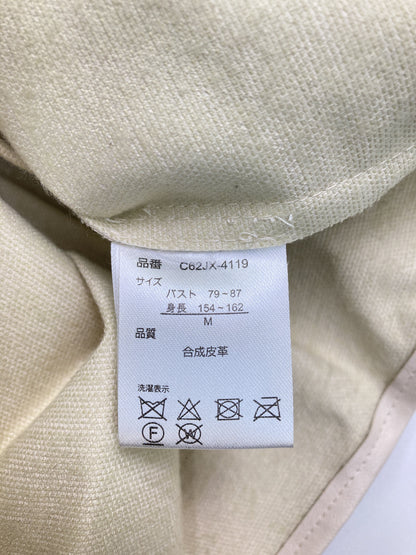 品番 C62JX-4119
サイズ
バスト 79~87
身長 154~162
M
品質
合成皮革
洗濯表示
F W